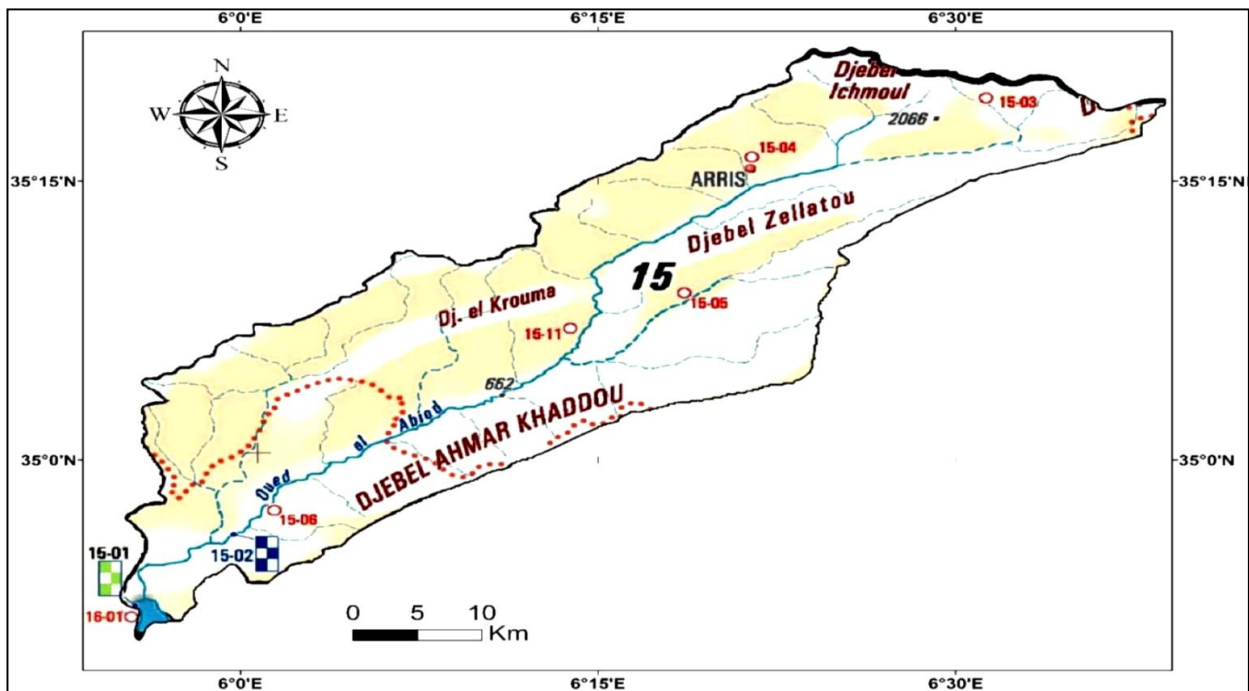 6°0'E 6°15'E 6°30'E
N
W E
S
Djebel
Ichmoul
15-03
D
2066
15-04
35°15'N 35°15'N
ARRIS
Djebel Zellatou
15
15-05
Dj. el Krouma
15-11
662
Oued el Abiod
DJEBEL AHMAR KHADDOU
35°0'N 35°0'N
15-06
15-01
15-02
16-01
0 5 10
Km
6°0'E 6°15'E 6°30'E